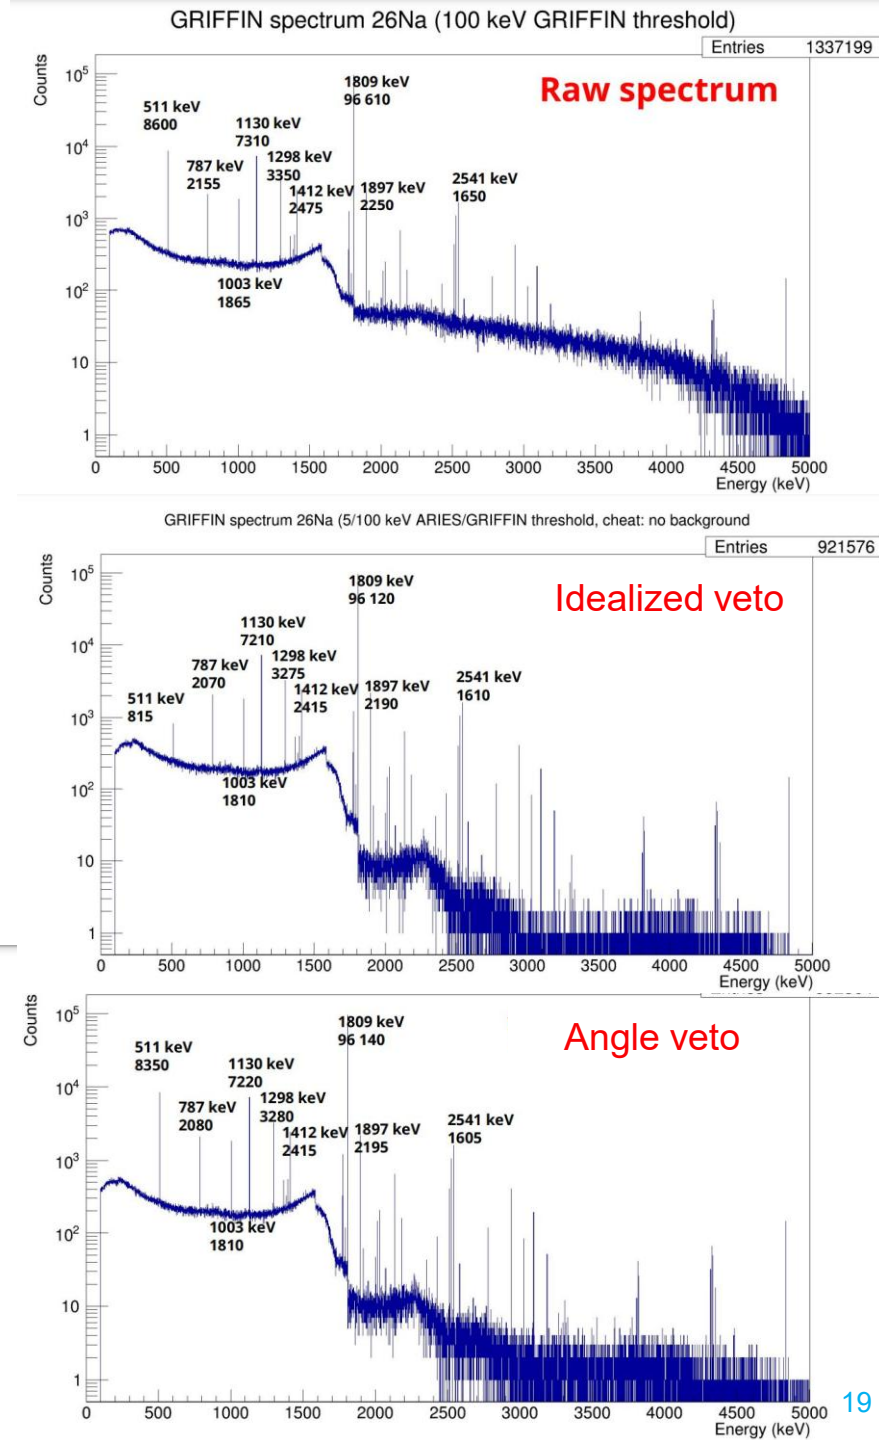 GRIFFIN spectrum 26Na (100 keV GRIFFIN threshold)
Entries 1337199
Raw spectrum
Counts
10^5
10^4
10^3
10^2
10
1
511 keV
8600
787 keV
2155
1003 keV
1865
1130 keV
7310
1298 keV
3350
1412 keV
2475
1809 keV
96 610
1897 keV
2250
2541 keV
1650
0 500 1000 1500 2000 2500 3000 3500 4000 4500 5000
Energy (keV)
GRIFFIN spectrum 26Na (5/100 keV ARIES/GRIFFIN threshold, cheat: no background
Entries 921576
Idealized veto
Counts
10^5
10^4
10^3
10^2
10
1
511 keV
815
787 keV
2070
1003 keV
1810
1130 keV
7210
1298 keV
3275
1412 keV
2415
1809 keV
96 120
1897 keV
2190
2541 keV
1610
0 500 1000 1500 2000 2500 3000 3500 4000 4500 5000
Energy (keV)
Angle veto
Counts
10^5
10^4
10^3
10^2
10
1
511 keV
8350
787 keV
2080
1003 keV
1810
1130 keV
7220
1298 keV
3280
1412 keV
2415
1809 keV
96 140
1897 keV
2195
2541 keV
1605
0 500 1000 1500 2000 2500 3000 3500 4000 4500 5000
Energy (keV)
19